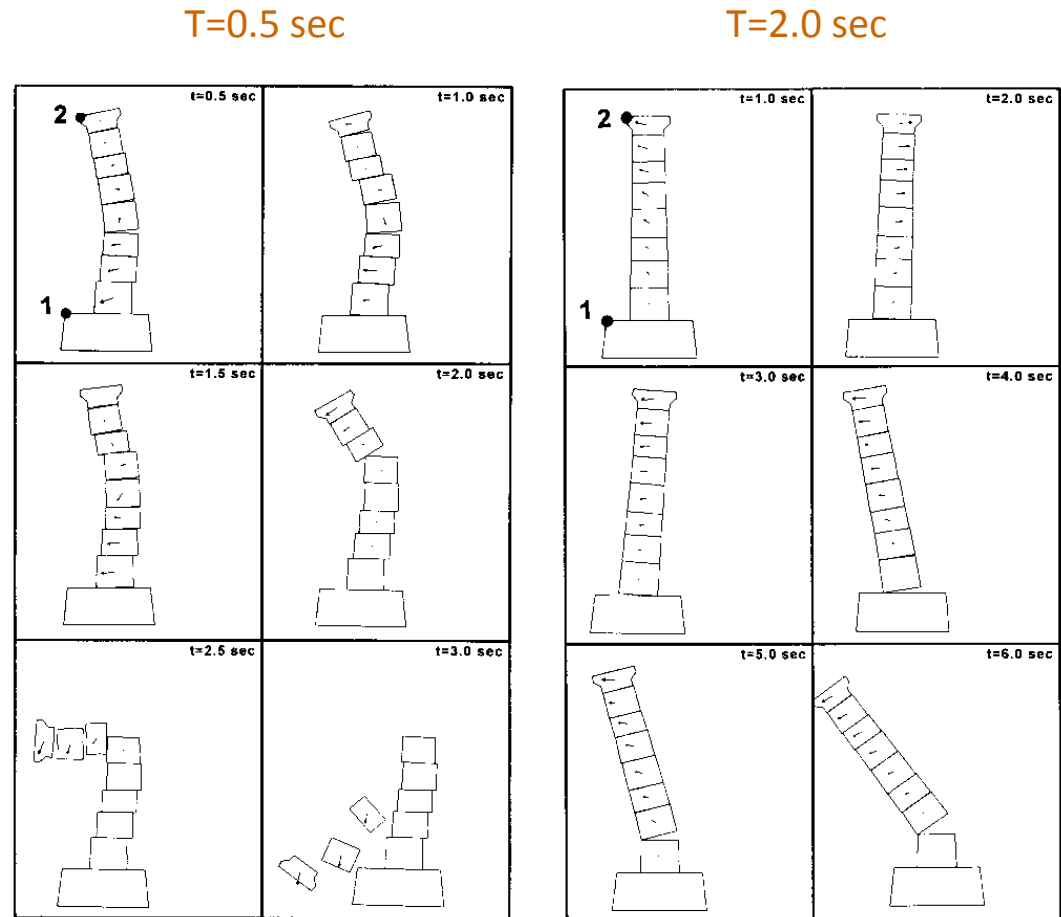 T=0.5 sec
T=2.0 sec
t=0.5 sec
t=1.0 sec
2
1
t=1.5 sec
t=2.0 sec
t=2.5 sec
t=3.0 sec
t=1.0 sec
t=2.0 sec
2
1
t=3.0 sec
t=4.0 sec
t=5.0 sec
t=6.0 sec